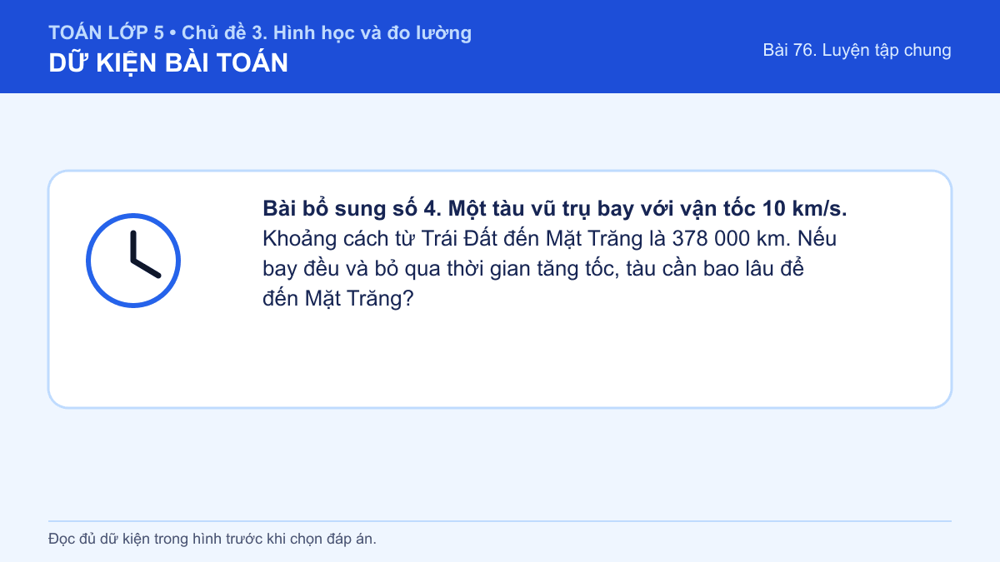 TOÁN LỚP 5 • Chủ đề 3. Hình học và đo lường
DỮ KIỆN BÀI TOÁN
Bài 76. Luyện tập chung
Bài bổ sung số 4. Một tàu vũ trụ bay với vận tốc 10 km/s.
Khoảng cách từ Trái Đất đến Mặt Trăng là 378 000 km. Nếu
bay đều và bỏ qua thời gian tăng tốc, tàu cần bao lâu để
đến Mặt Trăng?
Đọc đủ dữ kiện trong hình trước khi chọn đáp án.